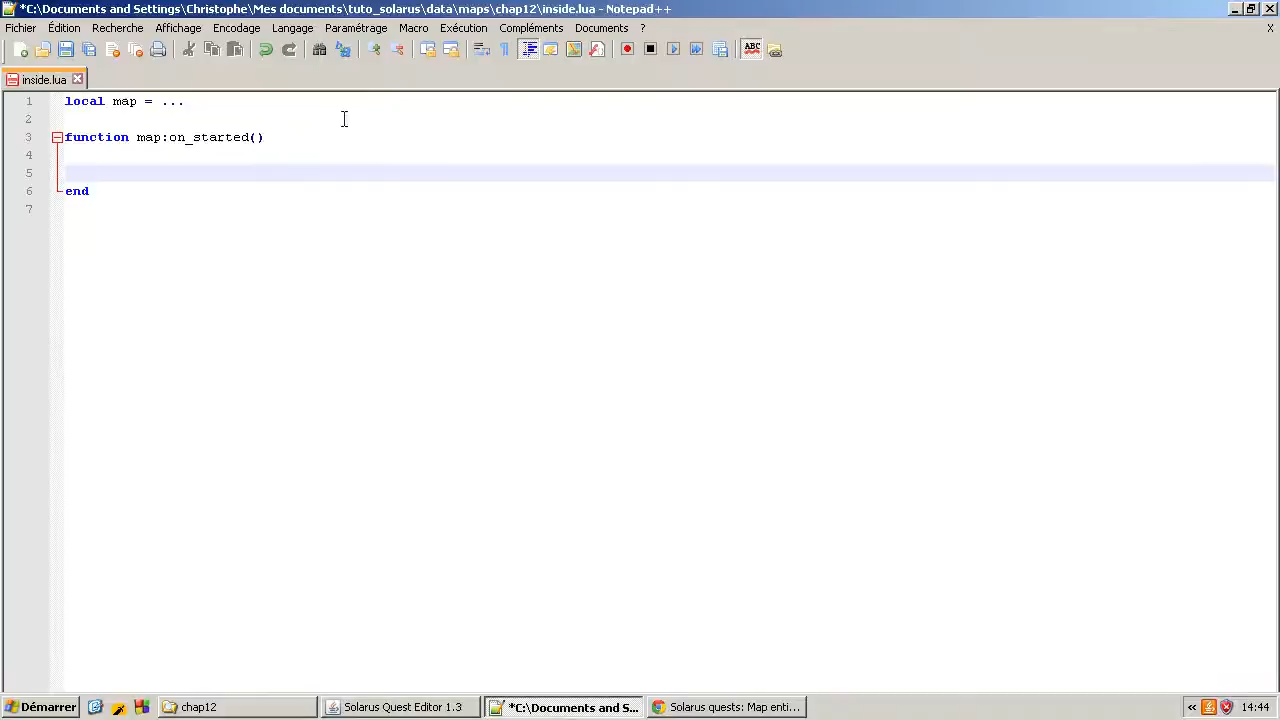 *C:\Documents and Settings\Christophe\Mes documents\tuto_solarus\data\maps\chap12\inside.lua - Notepad++
Fichier Édition Recherche Affichage Encodage Langage Paramétrage Macro Exécution Compléments Documents ? X
ABC
inside.lua
1 local map = ...
2
3 function map:on_started()
4
5
6 end
7
Démarrer chap12 Solarus Quest Editor 1.3 *C:\Documents and S... Solarus quests: Map enti... « 14:44